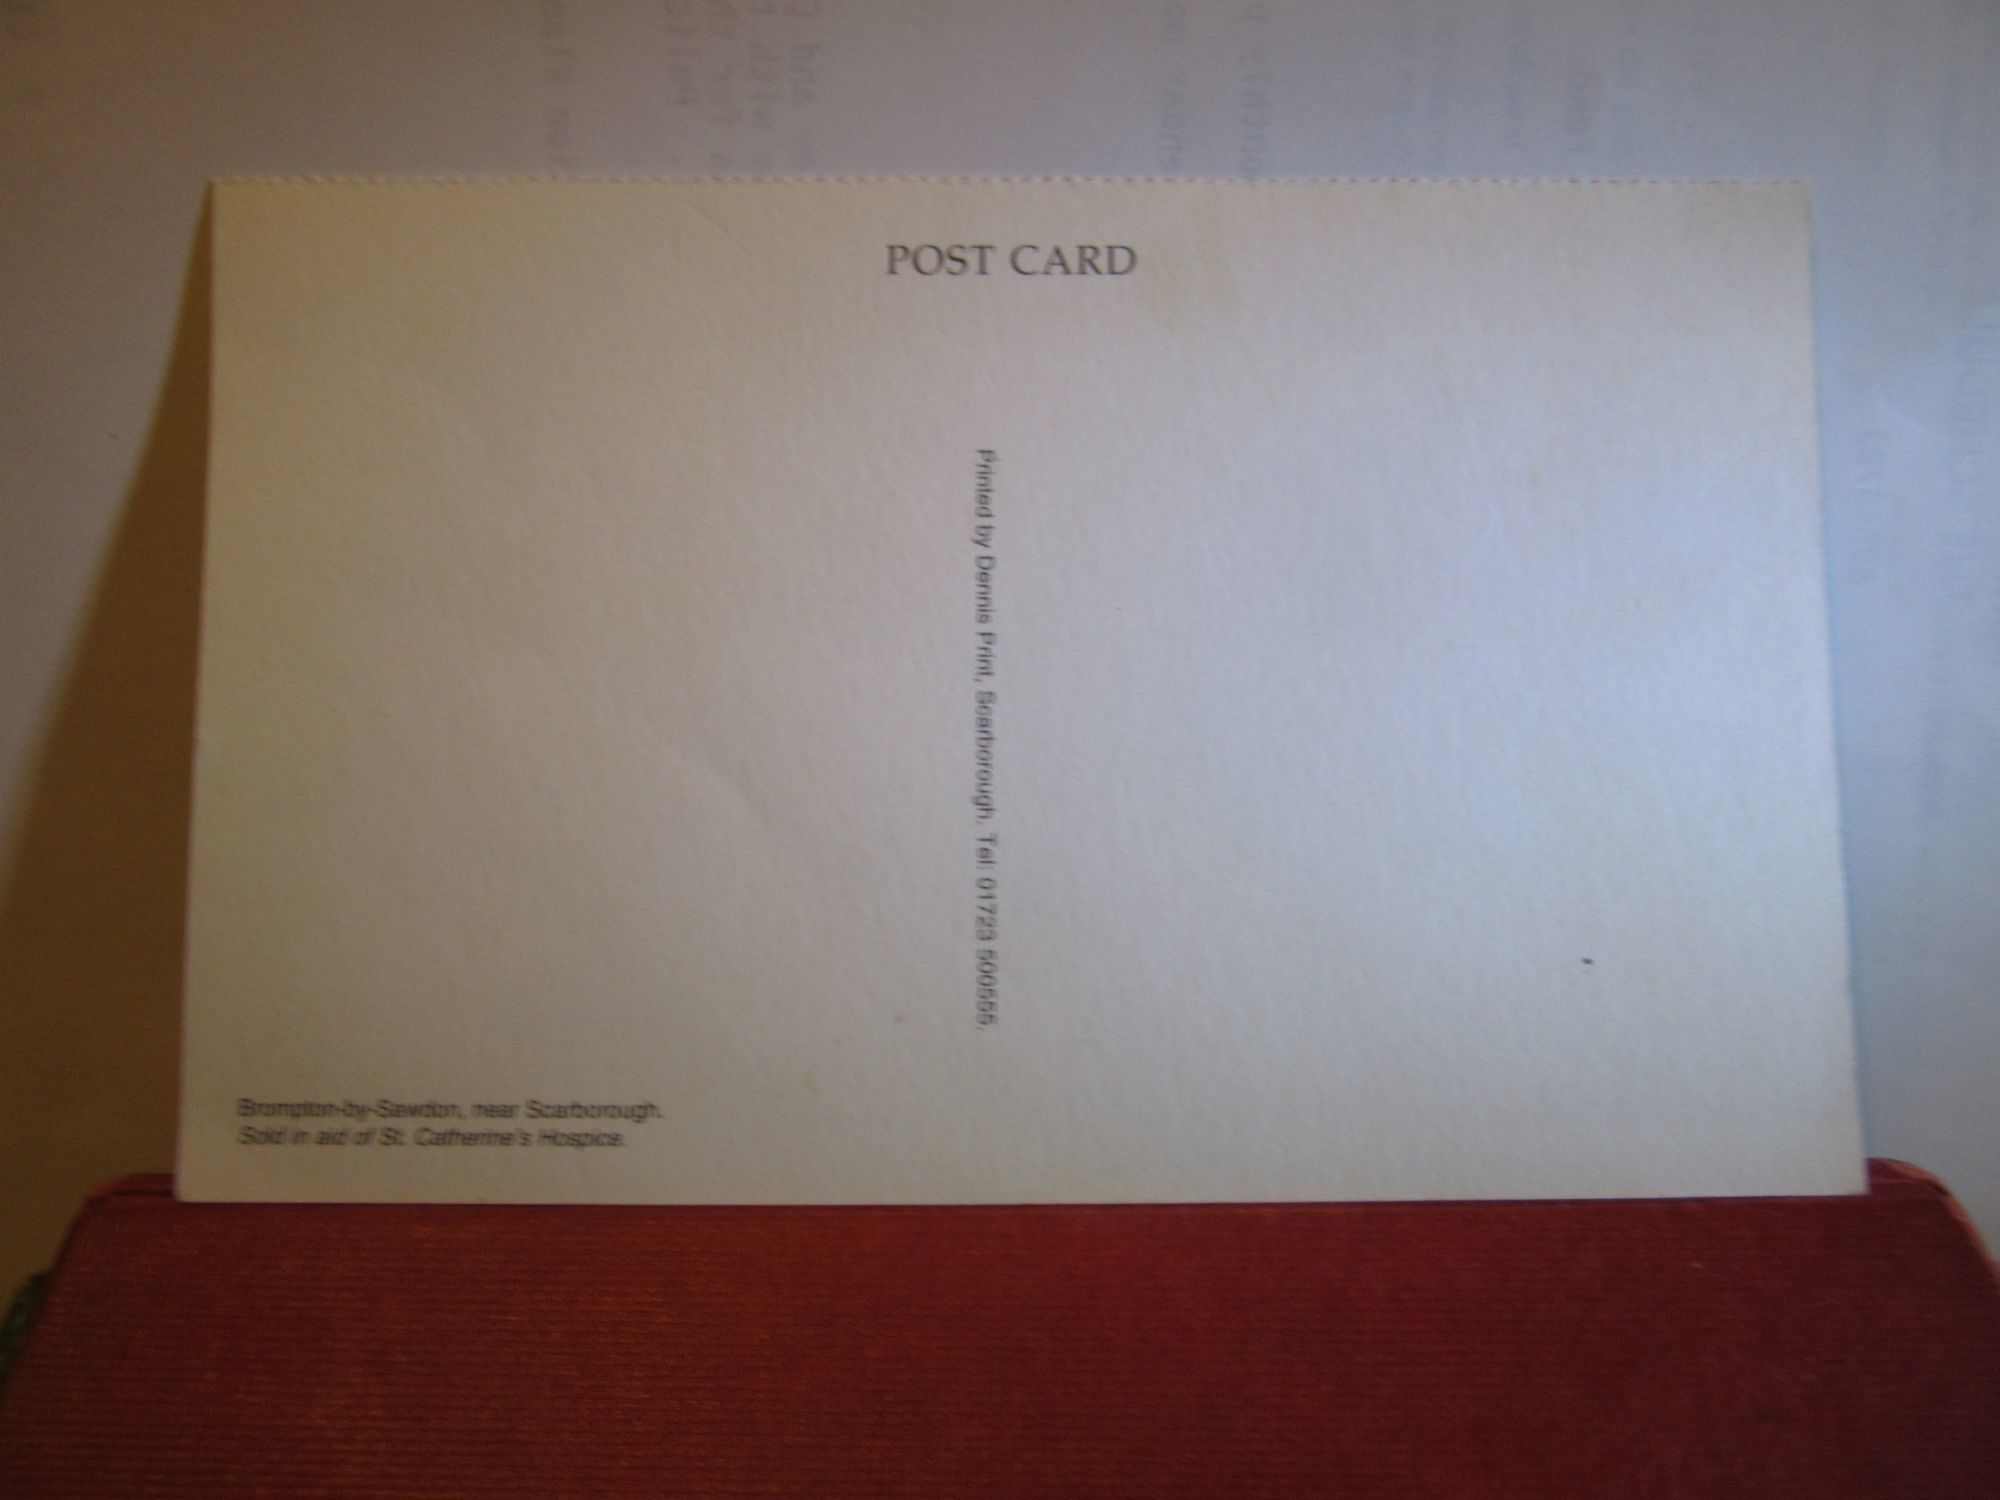 POST CARD
Printed by Dennis Print, Scarborough. Tel: 01723 500555.
Brompton-by-Sawdon, near Scarborough.
Sold in aid of St. Catherine's Hospice.